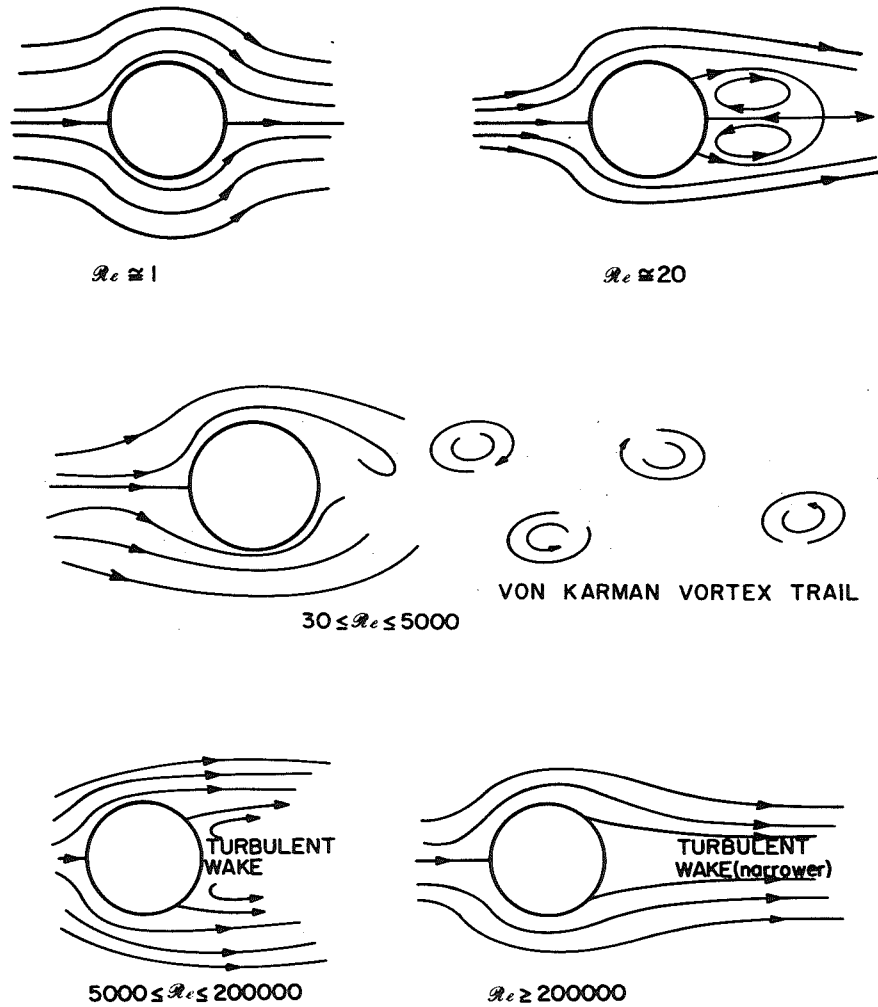 ℛe ≅ 1
ℛe ≅ 20
VON KARMAN VORTEX TRAIL
30 ≤ ℛe ≤ 5000
TURBULENT
WAKE
TURBULENT
WAKE(narrower)
5000 ≤ ℛe ≤ 200000
ℛe ≥ 200000